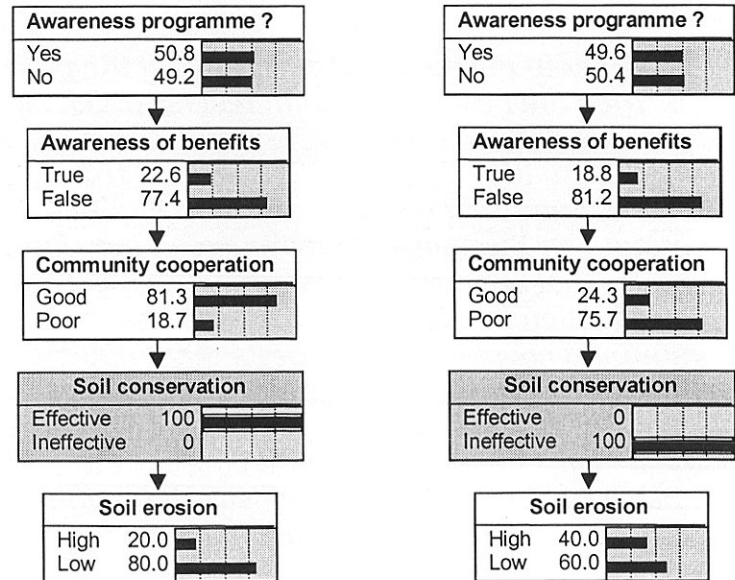 Awareness programme ?
Yes 50.8
No 49.2
Awareness of benefits
True 22.6
False 77.4
Community cooperation
Good 81.3
Poor 18.7
Soil conservation
Effective 100
Ineffective 0
Soil erosion
High 20.0
Low 80.0
Awareness programme ?
Yes 49.6
No 50.4
Awareness of benefits
True 18.8
False 81.2
Community cooperation
Good 24.3
Poor 75.7
Soil conservation
Effective 0
Ineffective 100
Soil erosion
High 40.0
Low 60.0